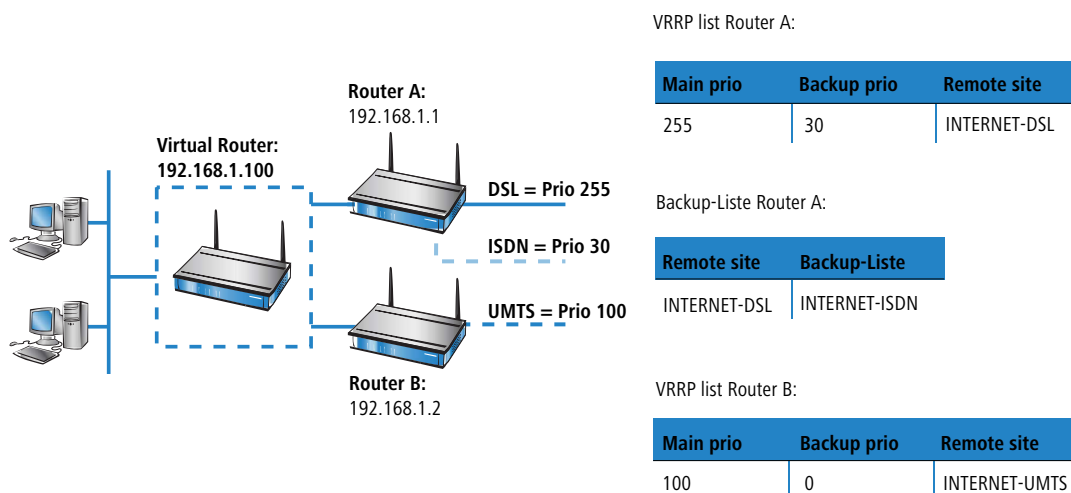 Router A:
192.168.1.1
Virtual Router:
192.168.1.100
DSL = Prio 255
ISDN = Prio 30
UMTS = Prio 100
Router B:
192.168.1.2
VRRP list Router A:
Main prio Backup prio Remote site
255 30 INTERNET-DSL
Backup-Liste Router A:
Remote site Backup-Liste
INTERNET-DSL INTERNET-ISDN
VRRP list Router B:
Main prio Backup prio Remote site
100 0 INTERNET-UMTS